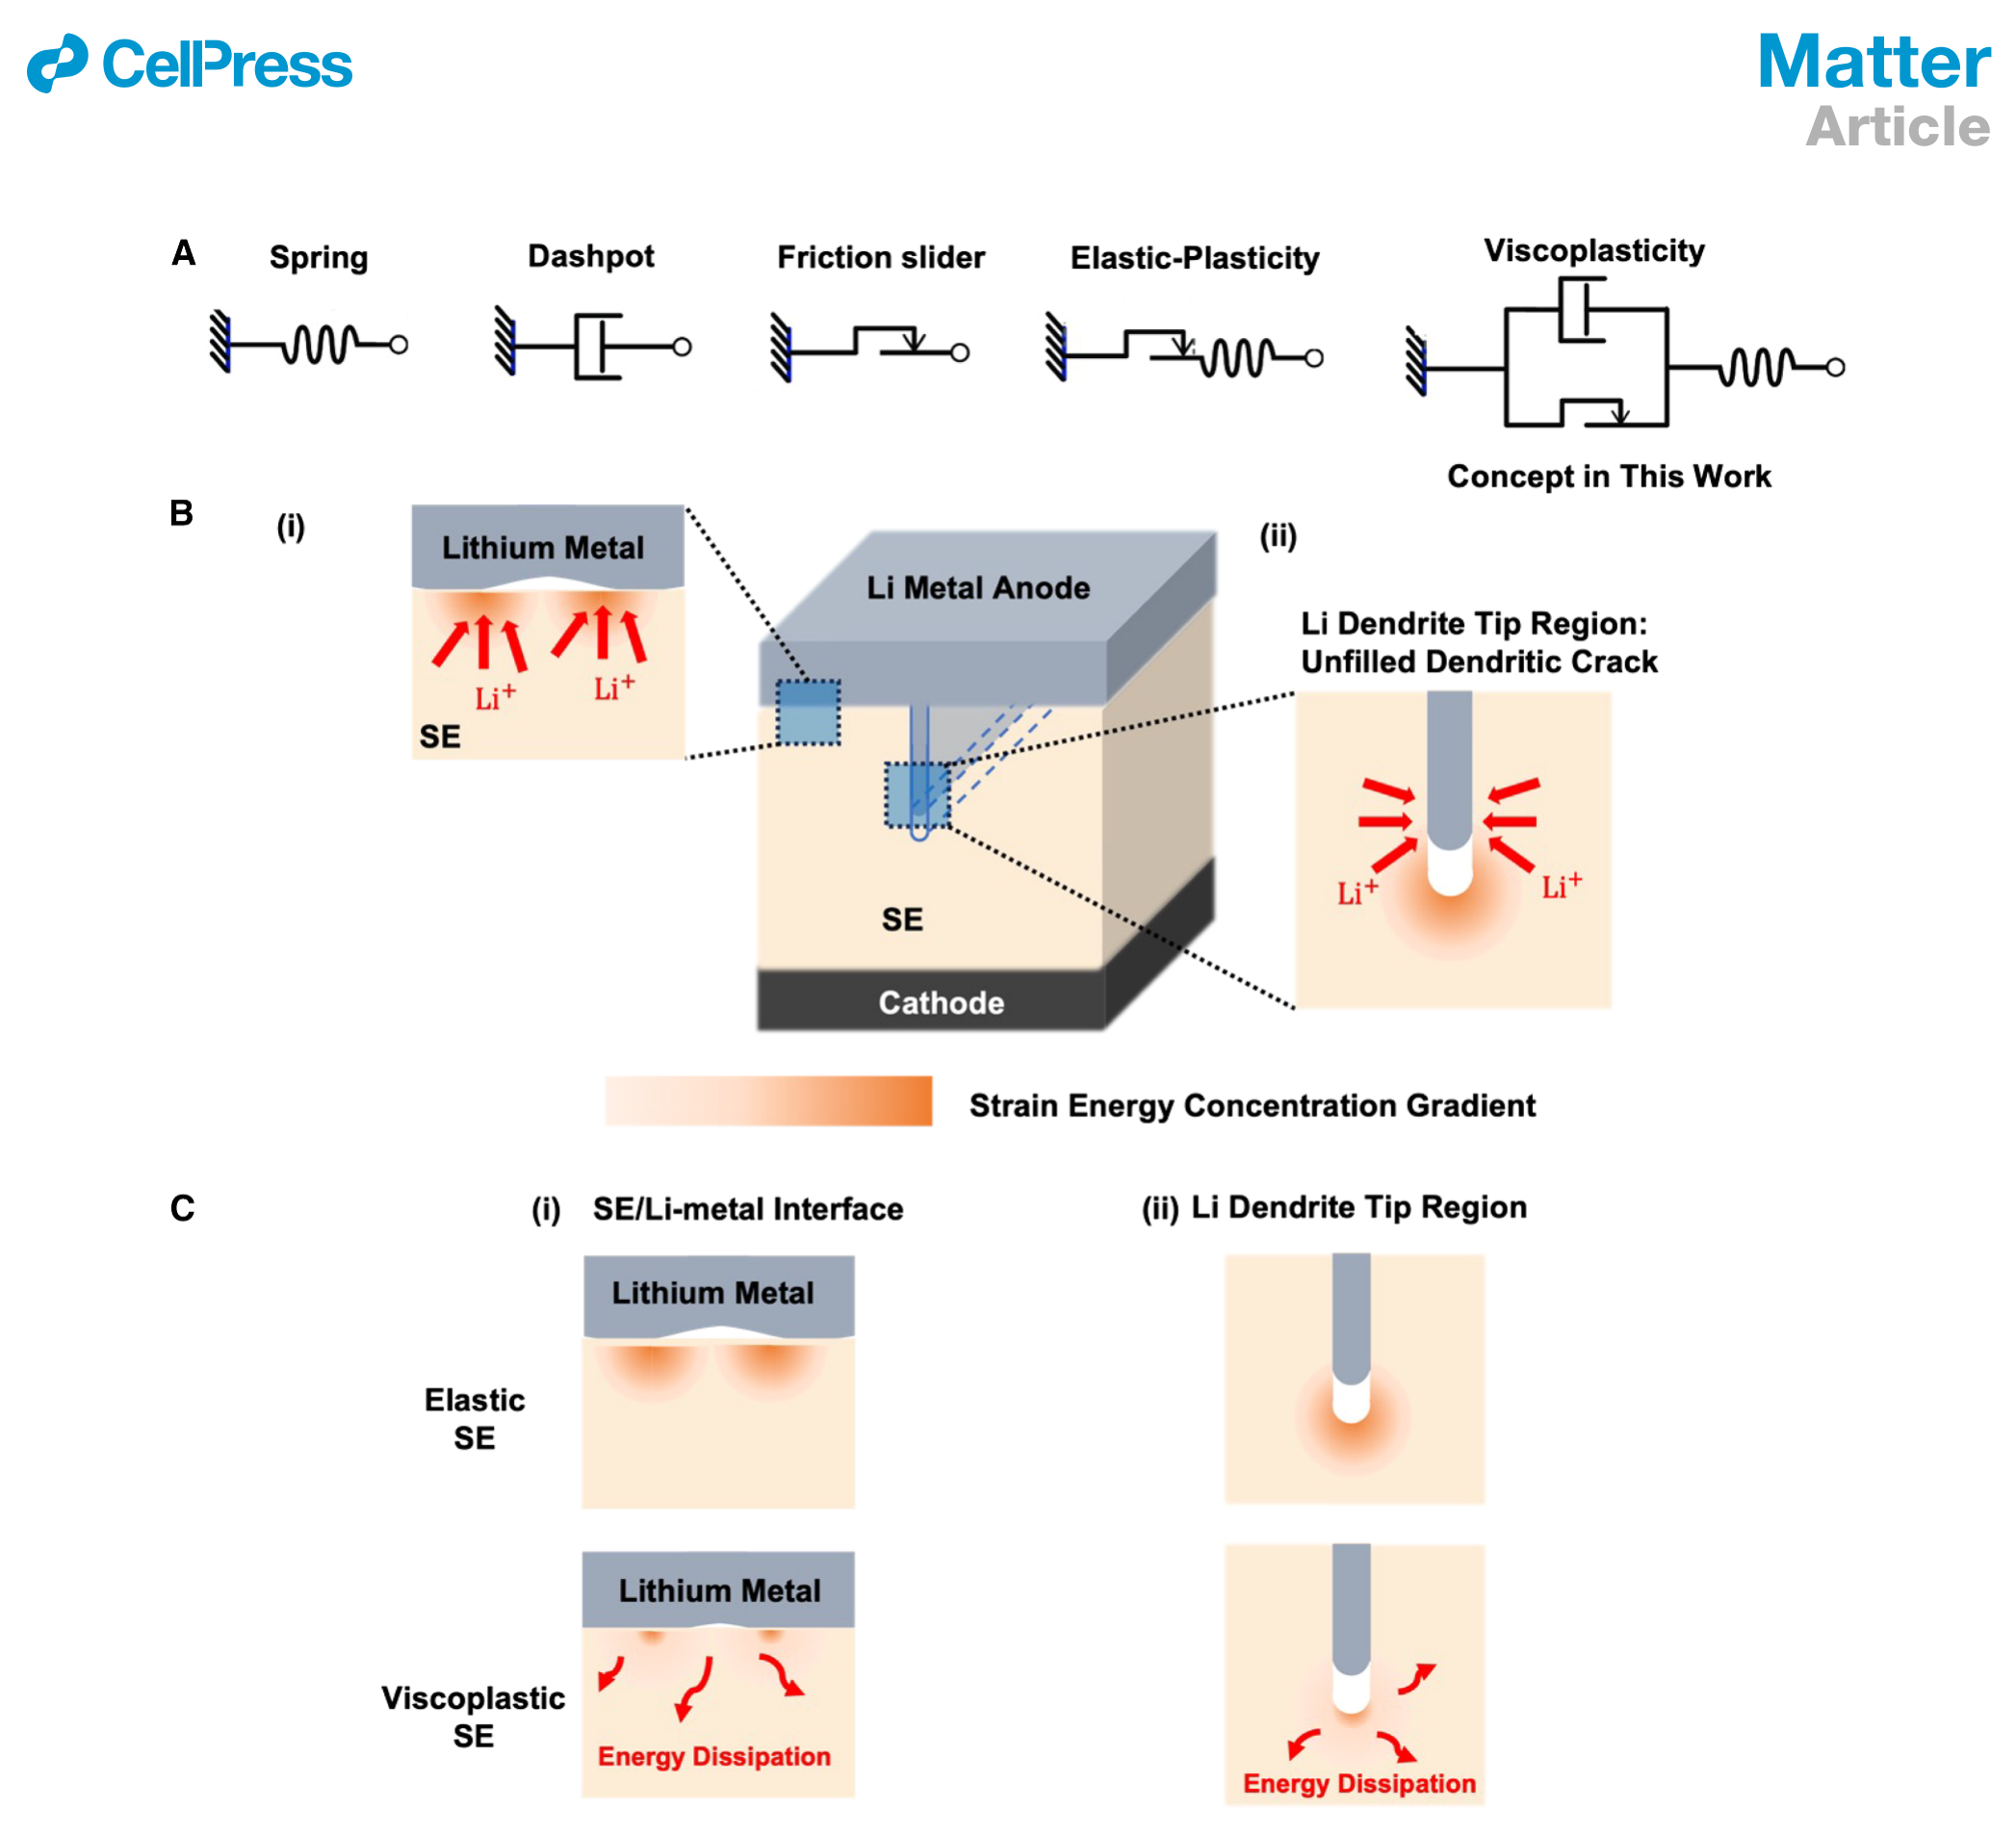 CellPress
Matter
Article
A
Spring
Dashpot
Friction slider
Elastic-Plasticity
Viscoplasticity
Concept in This Work
B
(i)
Lithium Metal
Li⁺
Li⁺
SE
Li Metal Anode
SE
Cathode
(ii)
Li Dendrite Tip Region:
Unfilled Dendritic Crack
Li⁺
Li⁺
Strain Energy Concentration Gradient
C
(i) SE/Li-metal Interface
(ii) Li Dendrite Tip Region
Lithium Metal
Elastic
SE
Lithium Metal
Viscoplastic
SE
Energy Dissipation
Energy Dissipation